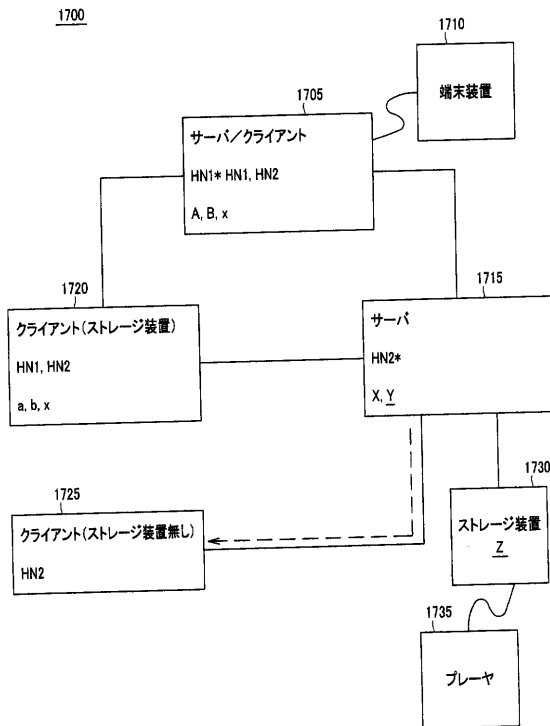 1700
1710
端末装置
1705
サーバ／クライアント
HN1* HN1, HN2
A, B, x
1720
クライアント(ストレージ装置)
HN1, HN2
a, b, x
1715
サーバ
HN2*
X, Y
1725
クライアント(ストレージ装置無し)
HN2
1730
ストレージ装置
Z
1735
プレーヤ